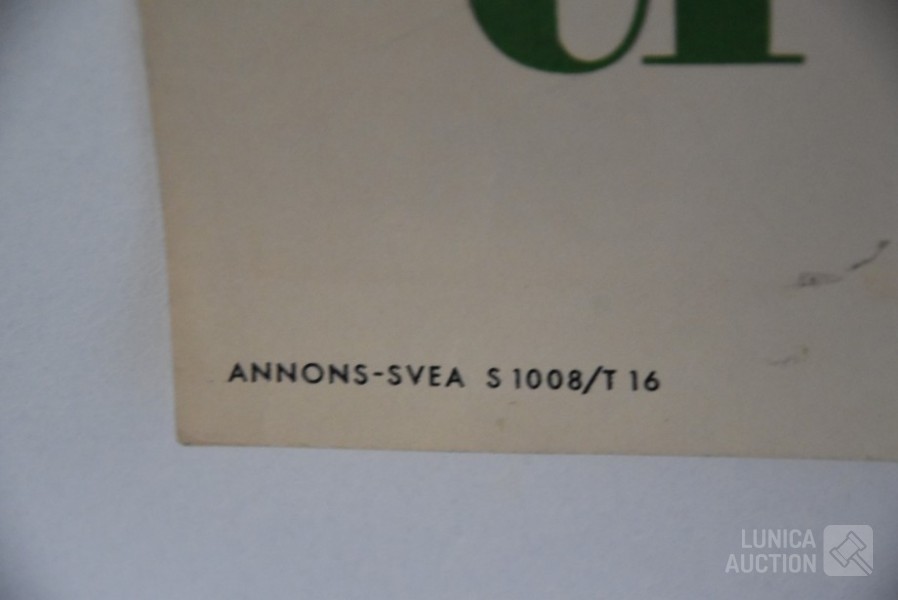 ANNONS-SVEA S 1008/T 16
LUNICA
AUCTION